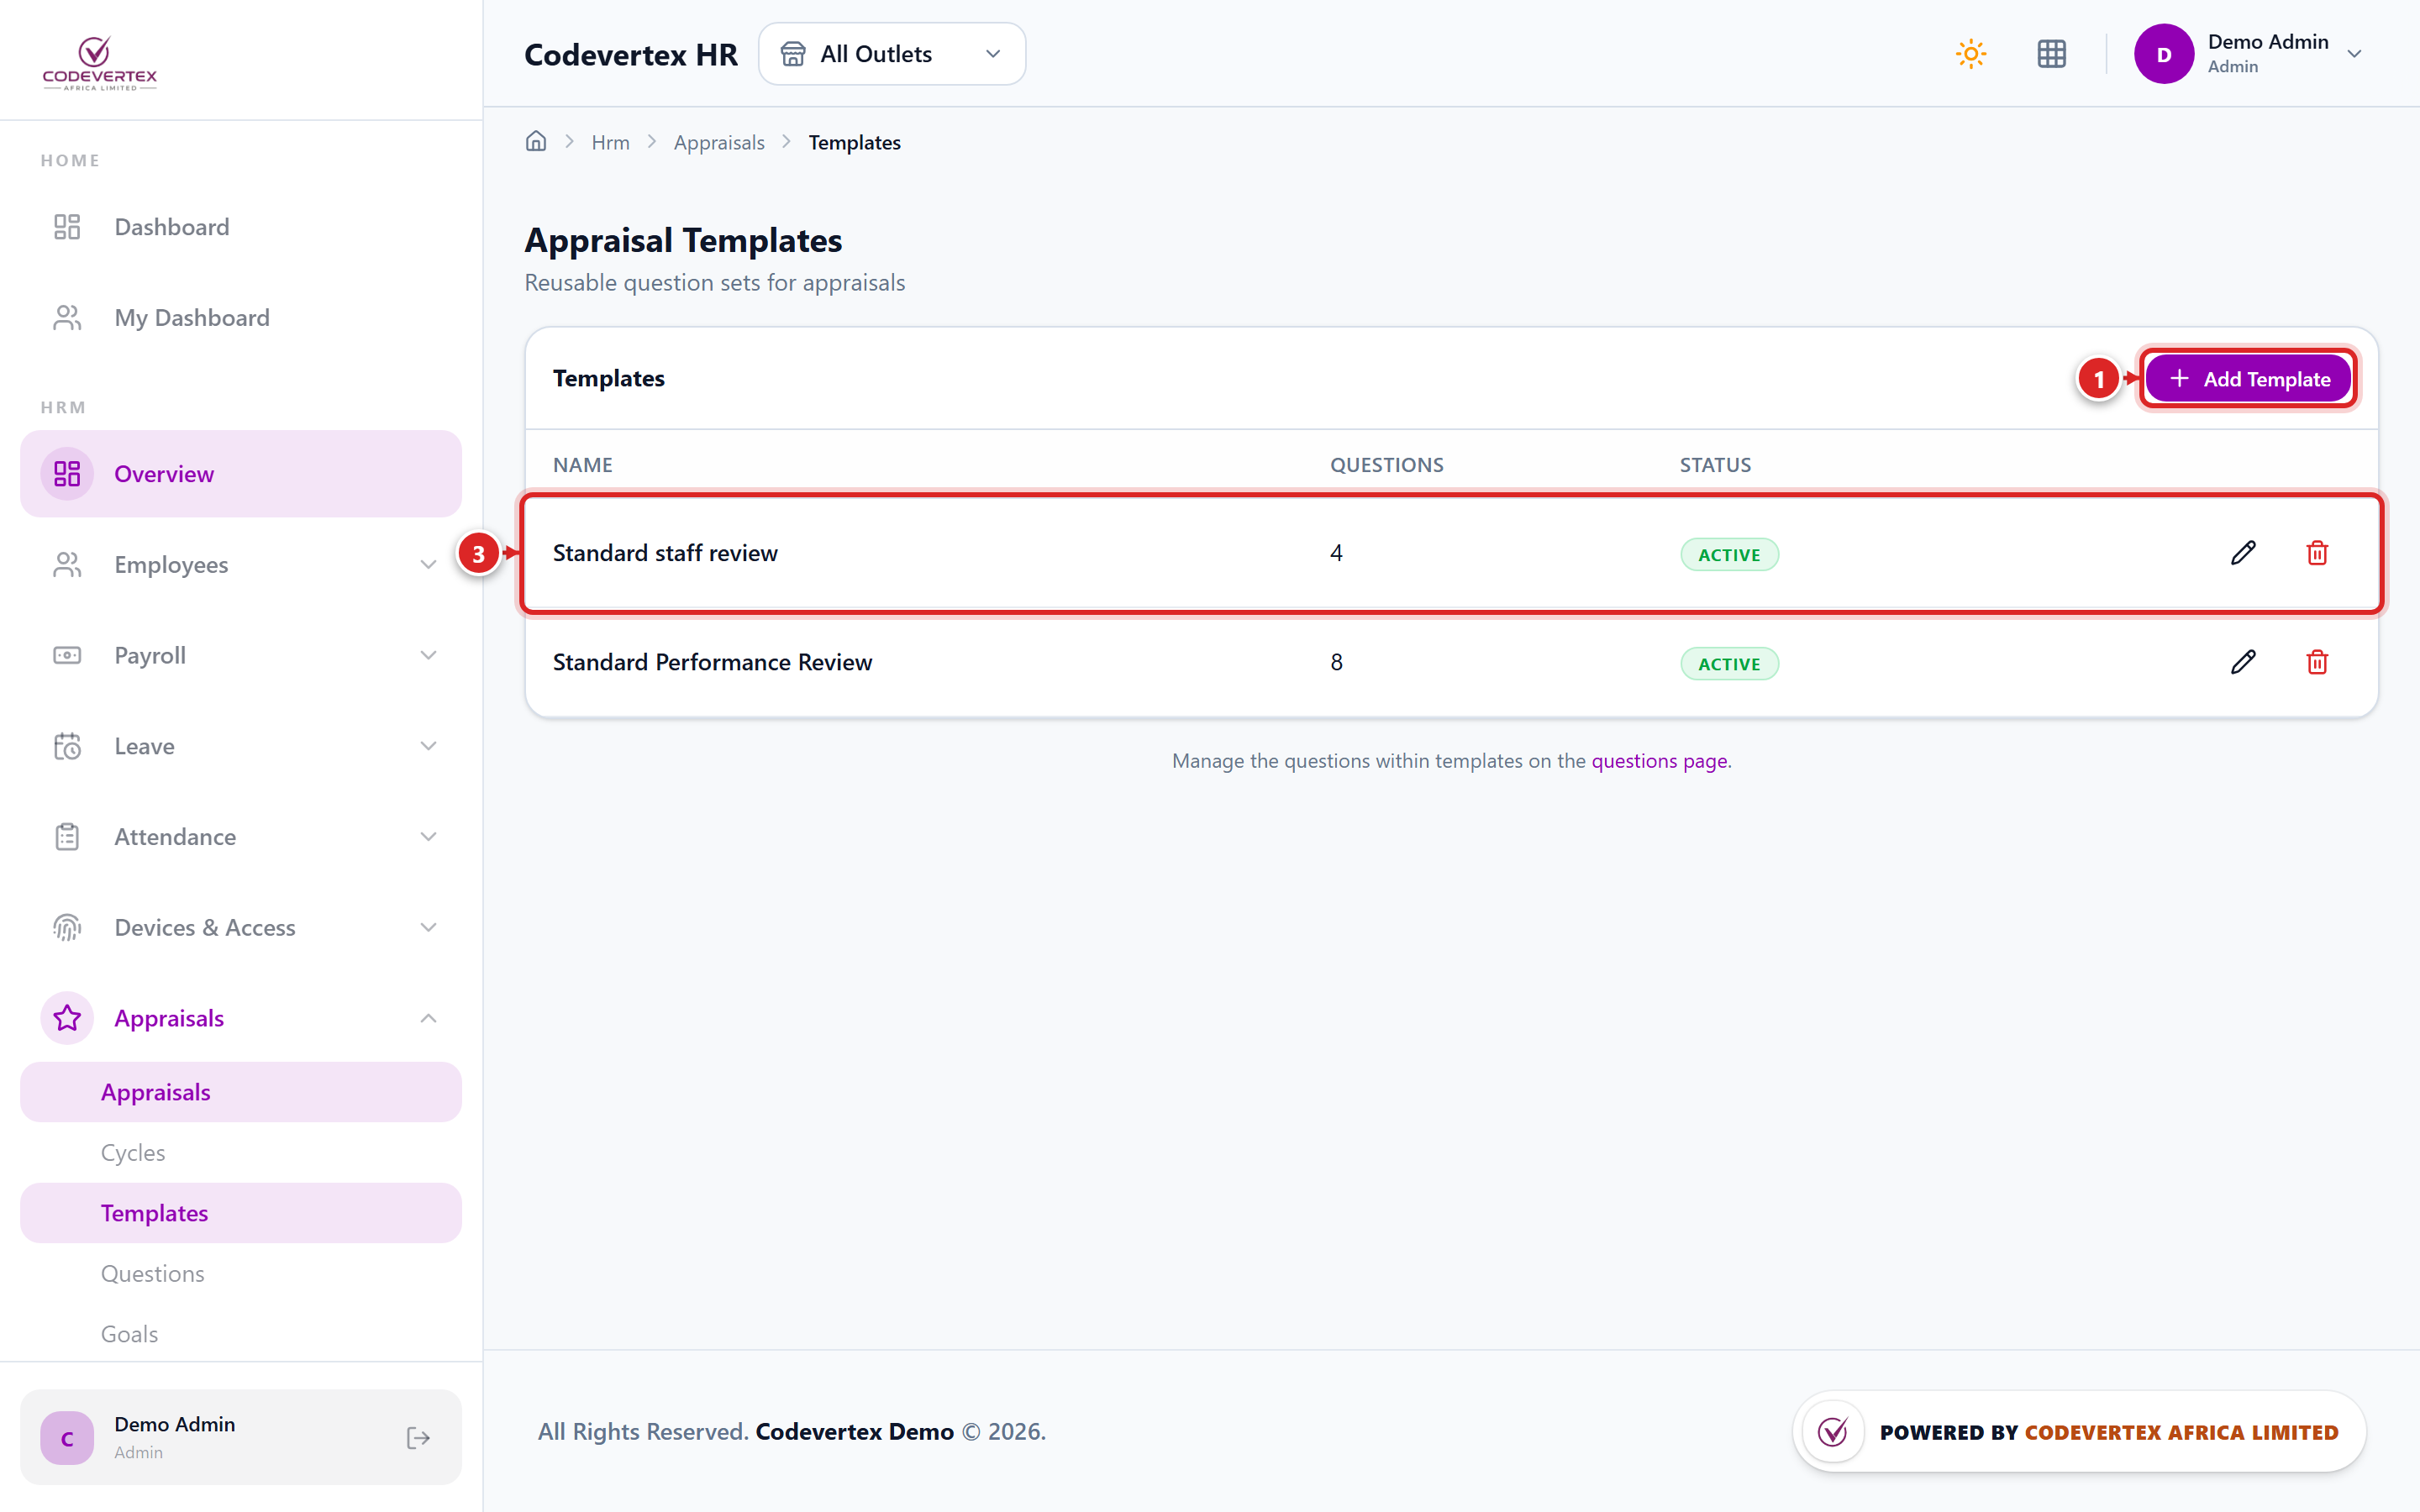 CODEVERTEX
AFRICA LIMITED
HOME
Dashboard
My Dashboard
HRM
Overview
Employees
Payroll
Leave
Attendance
Devices & Access
Appraisals
Appraisals
Cycles
Templates
Questions
Goals
C
Demo Admin
Admin
Codevertex HR
All Outlets
D
Demo Admin
Admin
Hrm
Appraisals
Templates
Appraisal Templates
Reusable question sets for appraisals
Templates
1
Add Template
NAME QUESTIONS STATUS
3
Standard staff review 4 ACTIVE
Standard Performance Review 8 ACTIVE
Manage the questions within templates on the questions page.
All Rights Reserved. Codevertex Demo © 2026.
POWERED BY CODEVERTEX AFRICA LIMITED